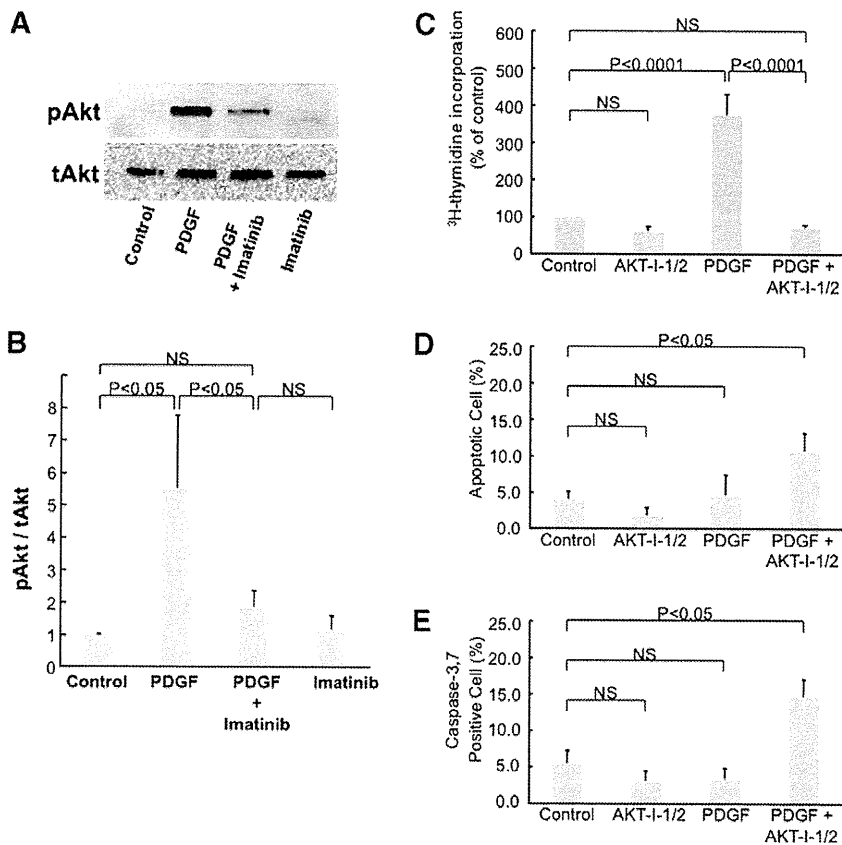 A
pAkt
tAkt
Control
PDGF
PDGF
+ Imatinib
Imatinib
B
NS
P<0.05
P<0.05
NS
8
7
6
5
4
3
2
1
0
pAkt / tAkt
Control
PDGF
PDGF
+
Imatinib
Imatinib
C
NS
P<0.0001
P<0.0001
NS
600
500
400
300
200
100
0
³H-thymidine incorporation
(% of control)
Control
AKT-I-1/2
PDGF
PDGF +
AKT-I-1/2
D
P<0.05
NS
NS
25.0
20.0
15.0
10.0
5.0
0.0
Apoptotic Cell (%)
Control
AKT-I-1/2
PDGF
PDGF +
AKT-I-1/2
E
P<0.05
NS
NS
25.0
20.0
15.0
10.0
5.0
0.0
Caspase-3,7
Positive Cell (%)
Control
AKT-I-1/2
PDGF
PDGF +
AKT-I-1/2